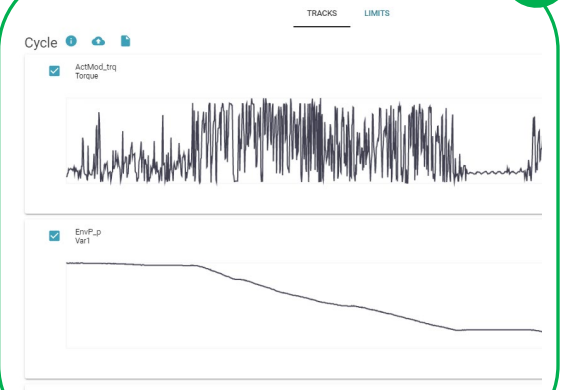 TRACKS LIMITS
Cycle
ActMod_trq
Torque
EnvP_p
Var1